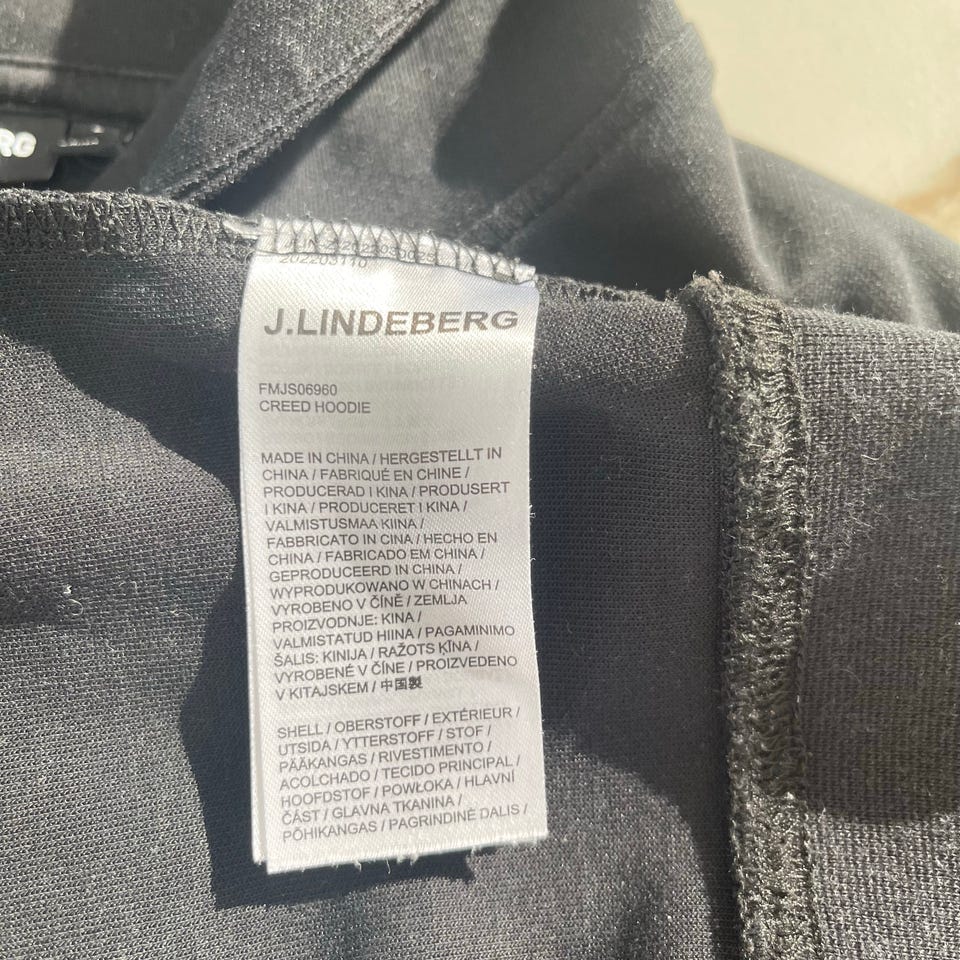 RG
202203110
J.LINDEBERG
FMJS06960
CREED HOODIE
MADE IN CHINA / HERGESTELLT IN
CHINA / FABRIQUÉ EN CHINE /
PRODUCERAD I KINA / PRODUSERT
I KINA / PRODUCERET I KINA /
VALMISTUSMAA KIINA /
FABBRICATO IN CINA / HECHO EN
CHINA / FABRICADO EM CHINA /
GEPRODUCEERD IN CHINA /
WYPRODUKOWANO W CHINACH /
VYROBENO V ČÍNĚ / ZEMLJA
PROIZVODNJE: KINA /
VALMISTATUD HIINA / PAGAMINIMO
ŠALIS: KINIJA / RAŽOTS ĶĪNA /
VYROBENÉ V ČÍNE / PROIZVEDENO
V KITAJSKEM / 中国製
SHELL / OBERSTOFF / EXTÉRIEUR /
UTSIDA / YTTERSTOFF / STOF /
PÄÄKANGAS / RIVESTIMENTO /
ACOLCHADO / TECIDO PRINCIPAL /
HOOFDSTOF / POWŁOKA / HLAVNÍ
ČÁST / GLAVNA TKANINA /
PÕHIKANGAS / PAGRINDINĖ DALIS /